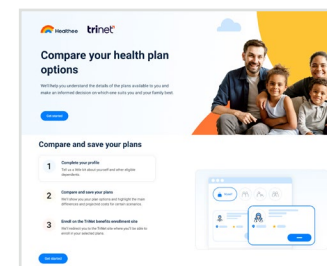 Healthee trinet
Compare your health plan
options
We'll help you understand the details of the plans available to you and
make an informed decision on which one suits you and your family best.
Get started
Compare and save your plans
1 Complete your profile
Tell us a little bit about yourself and other eligible
dependents.
2 Compare and save your plans
We'll show you your plan options and highlight the main
differences and projected costs for certain scenarios.
3 Enroll on the TriNet benefits enrollment site
We'll redirect you to the TriNet site where you'll be able to
enroll in your selected plans.
Get started